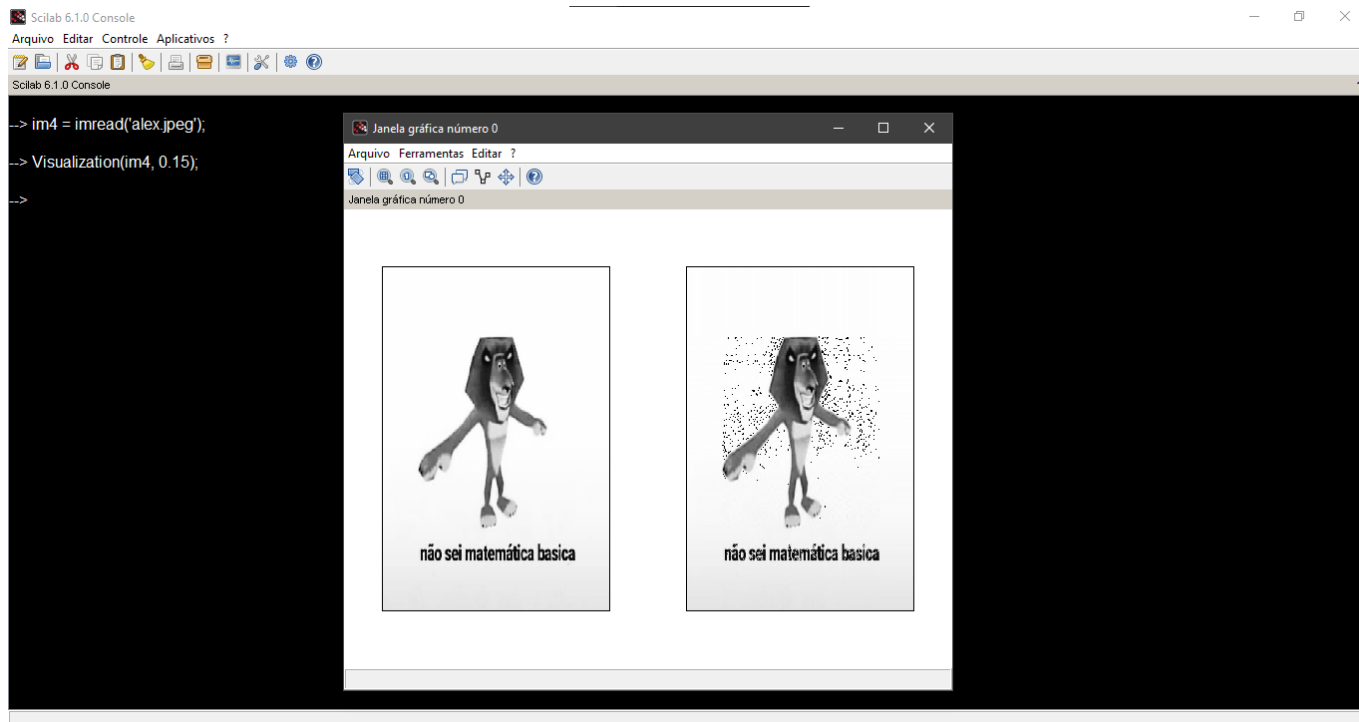 Scilab 6.1.0 Console
Arquivo Editar Controle Aplicativos ?
Scilab 6.1.0 Console
--> im4 = imread('alex.jpeg');
--> Visualization(im4, 0.15);
-->
Janela gráfica número 0
Arquivo Ferramentas Editar ?
Janela gráfica número 0
não sei matemática basica
não sei matemática basica